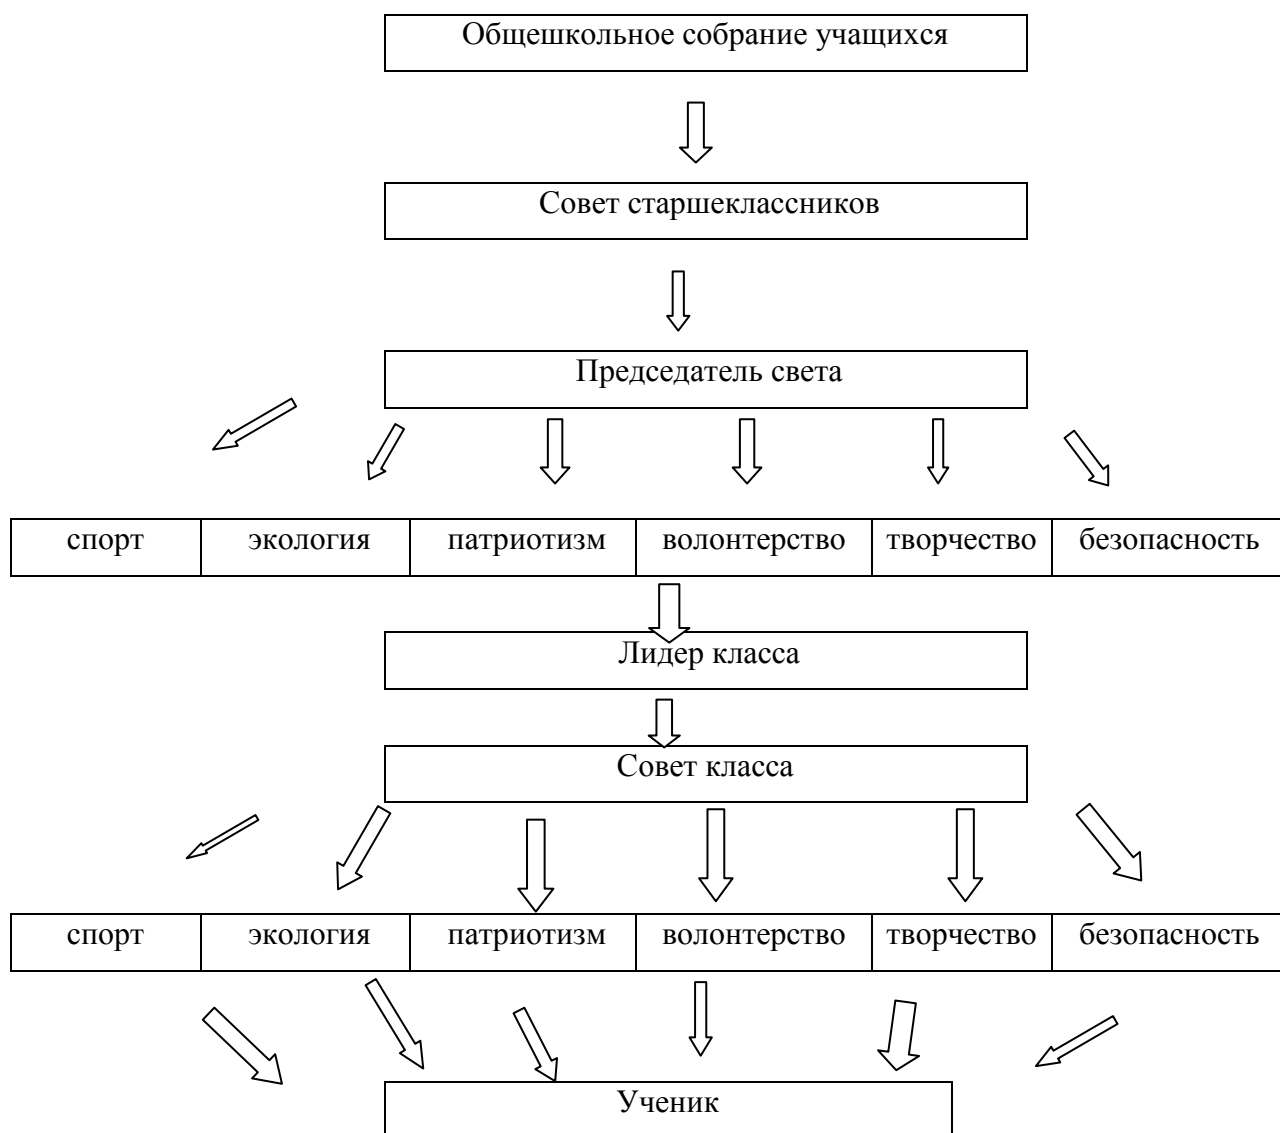 Общешкольное собрание учащихся
Совет старшеклассников
Председатель света
спорт экология патриотизм волонтерство творчество безопасность
Лидер класса
Совет класса
спорт экология патриотизм волонтерство творчество безопасность
Ученик